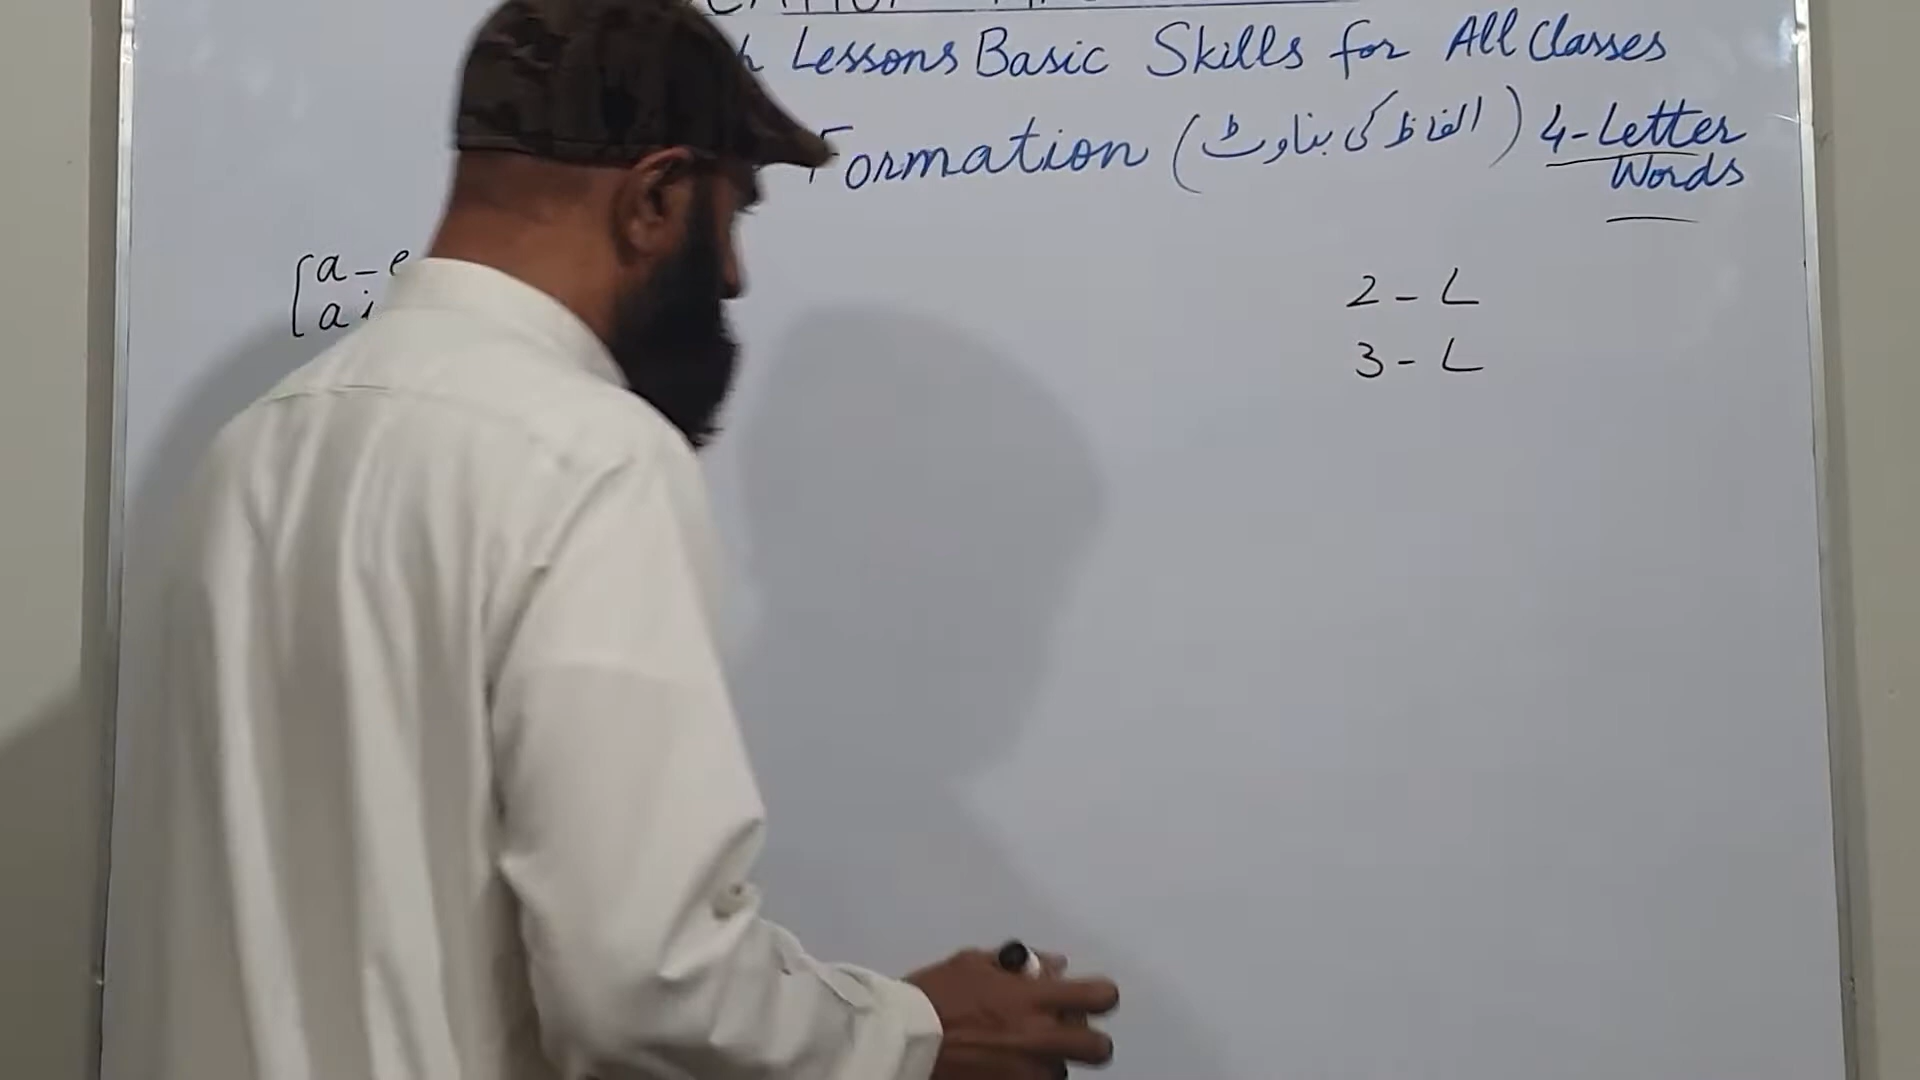 Lessons Basic Skills for All Classes
Formation (الفاظ کی بناوٹ) 4-Letter
Words
a - e
a i
2 - L
3 - L